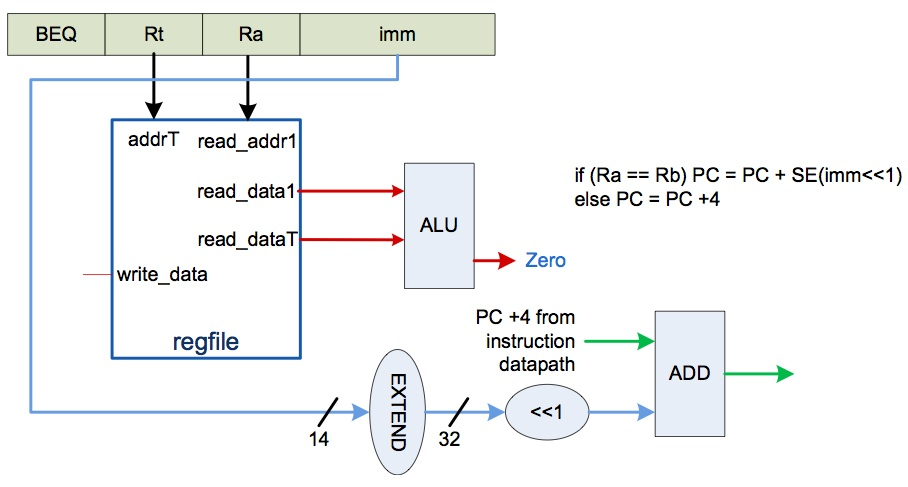 BEQ Rt Ra imm
addrT read_addr1
read_data1
read_dataT
write_data
regfile
ALU
Zero
if (Ra == Rb) PC = PC + SE(imm<<1)
else PC = PC +4
PC +4 from
instruction
datapath
ADD
EXTEND
<<1
14
32